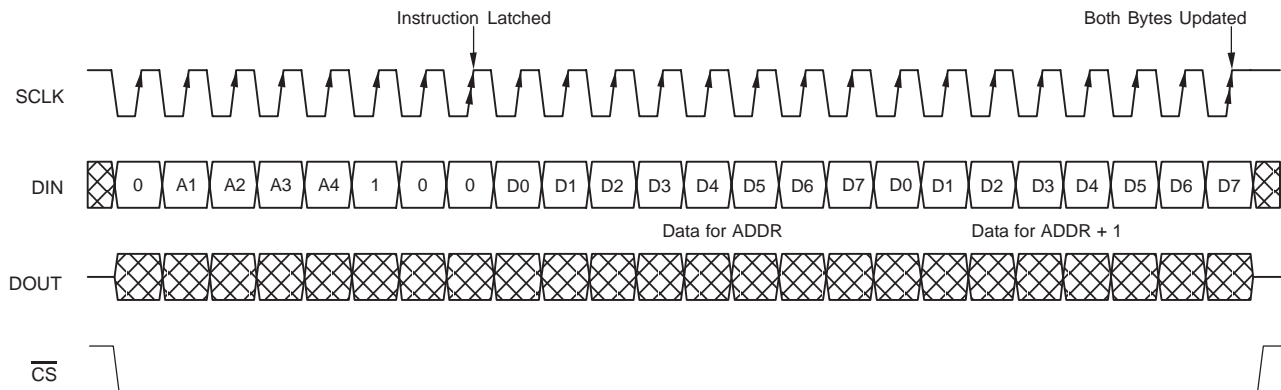 Instruction Latched Both Bytes Updated
SCLK
DIN 0 A1 A2 A3 A4 1 0 0 D0 D1 D2 D3 D4 D5 D6 D7 D0 D1 D2 D3 D4 D5 D6 D7
Data for ADDR Data for ADDR + 1
DOUT
CS